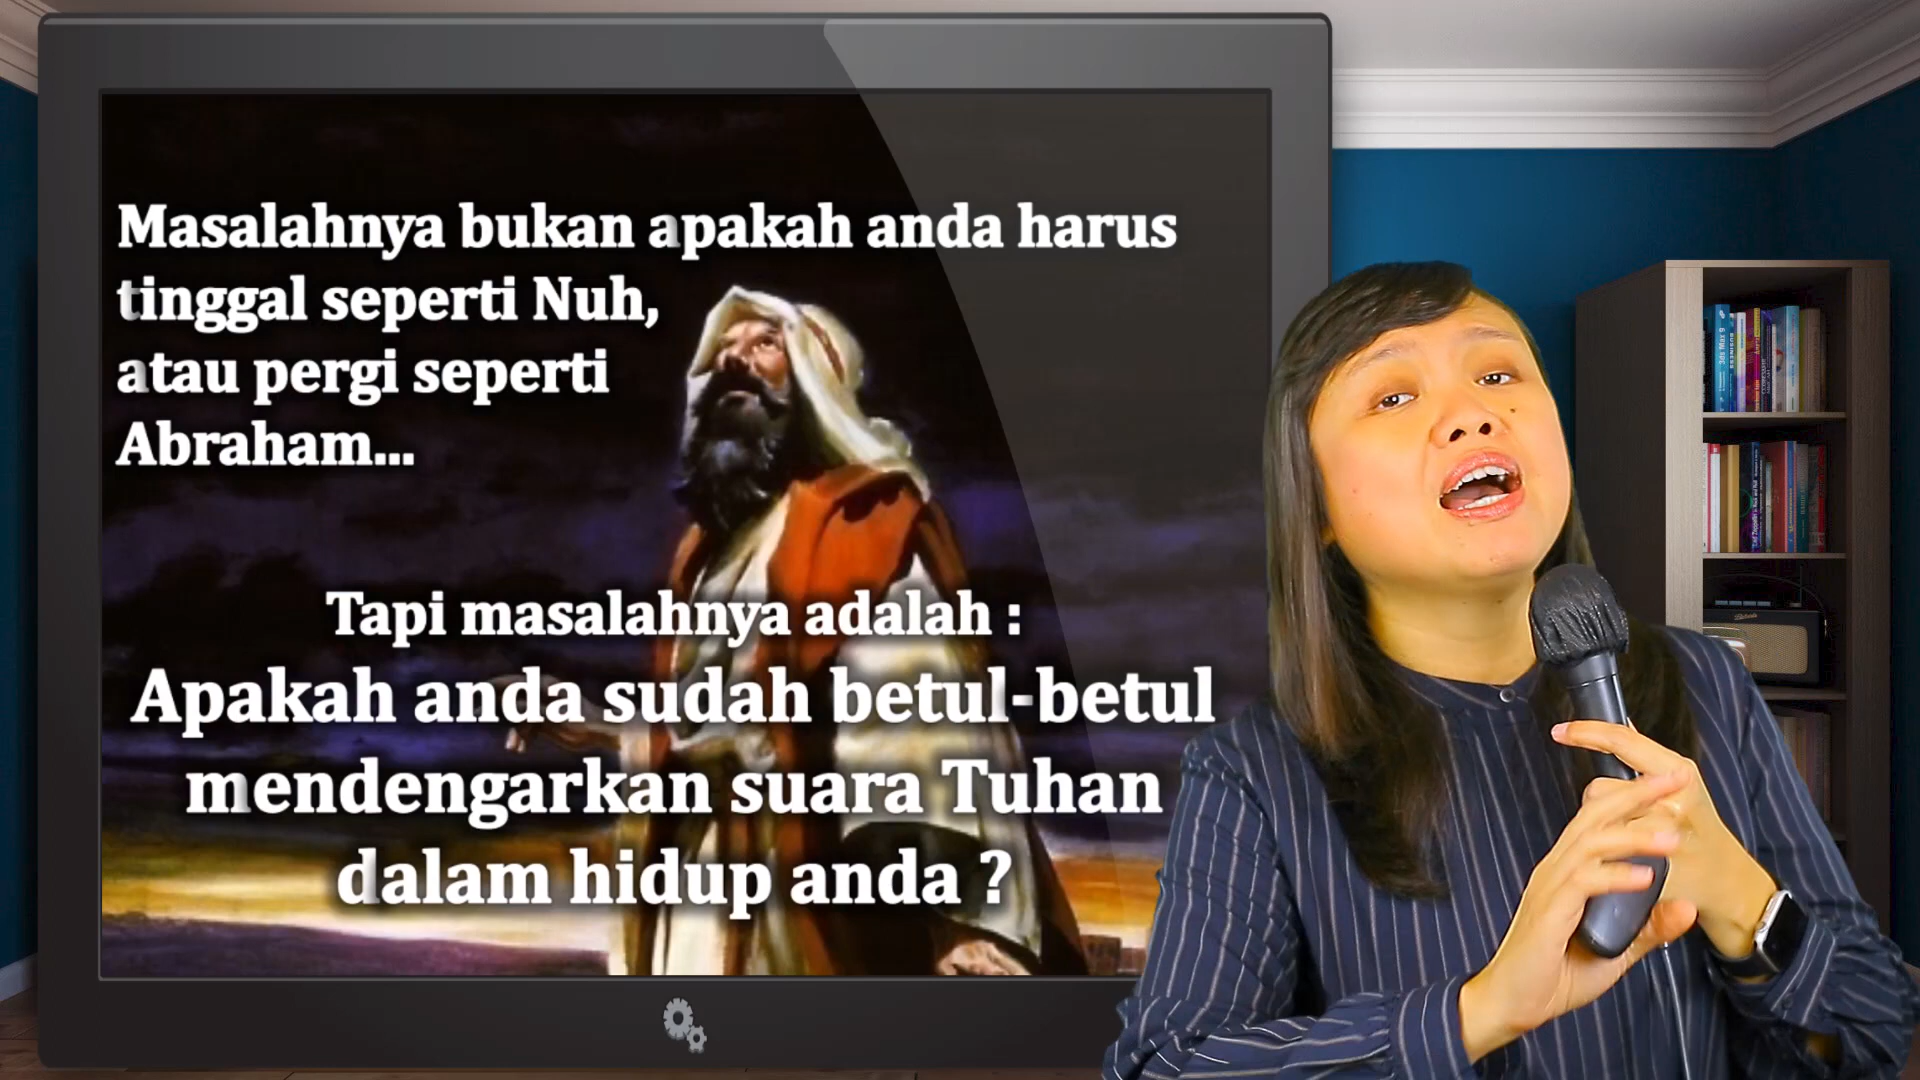 Masalahnya bukan apakah anda harus
tinggal seperti Nuh,
atau pergi seperti
Abraham...
Tapi masalahnya adalah :
Apakah anda sudah betul-betul
mendengarkan suara Tuhan
dalam hidup anda ?